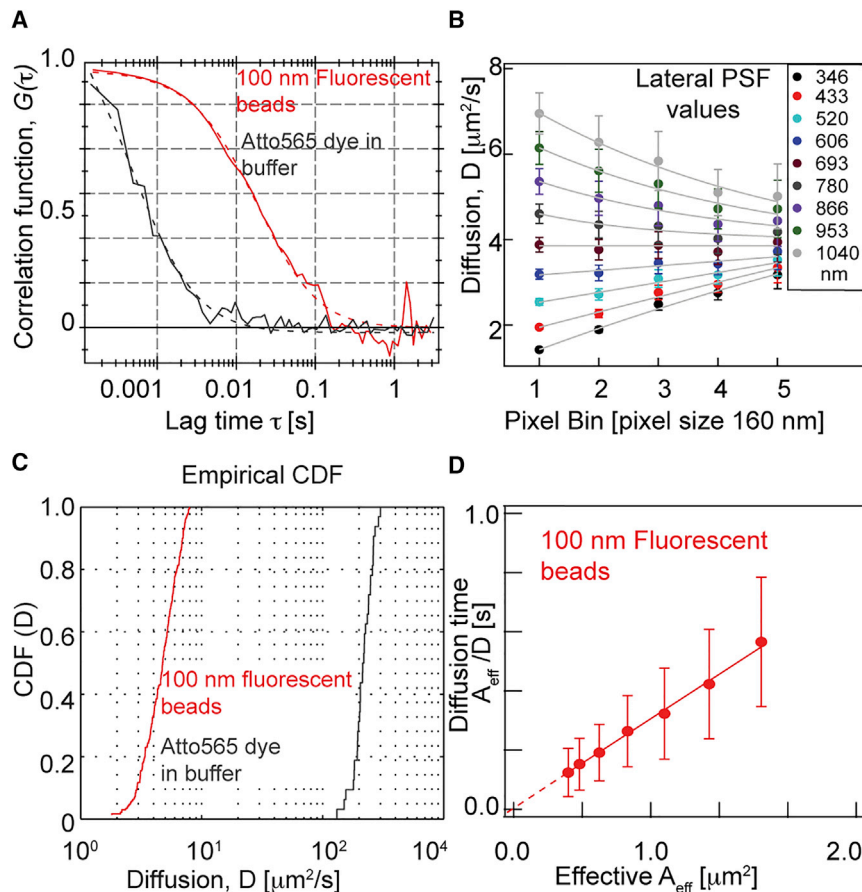 A
Correlation function, G(τ)
1.0
0.5
0
100 nm Fluorescent
beads
Atto565 dye in
buffer
0.001 0.01 0.1 1
Lag time τ [s]
B
Diffusion, D [µm²/s]
8
6
4
2
Lateral PSF
values
346
433
520
606
693
780
866
953
1040
nm
1 2 3 4 5
Pixel Bin [pixel size 160 nm]
C
Empirical CDF
CDF (D)
1.0
0.8
0.6
0.4
0.2
0
100 nm fluorescent
beads
Atto565 dye
in buffer
10⁰ 10¹ 10² 10³ 10⁴
Diffusion, D [µm²/s]
D
Diffusion time
A_eff/D [s]
1.0
0.0
100 nm Fluorescent
beads
0.0 1.0 2.0
Effective A_eff [µm²]